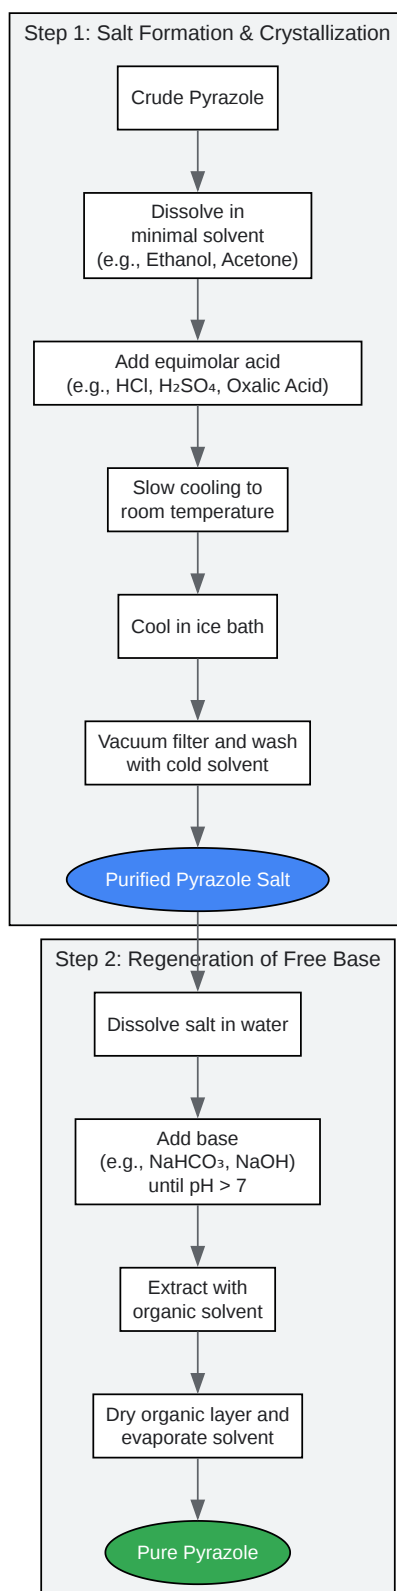 Step 1: Salt Formation & Crystallization
Crude Pyrazole
Dissolve in
minimal solvent
(e.g., Ethanol, Acetone)
Add equimolar acid
(e.g., HCl, H₂SO₄, Oxalic Acid)
Slow cooling to
room temperature
Cool in ice bath
Vacuum filter and wash
with cold solvent
Purified Pyrazole Salt
Step 2: Regeneration of Free Base
Dissolve salt in water
Add base
(e.g., NaHCO₃, NaOH)
until pH > 7
Extract with
organic solvent
Dry organic layer and
evaporate solvent
Pure Pyrazole